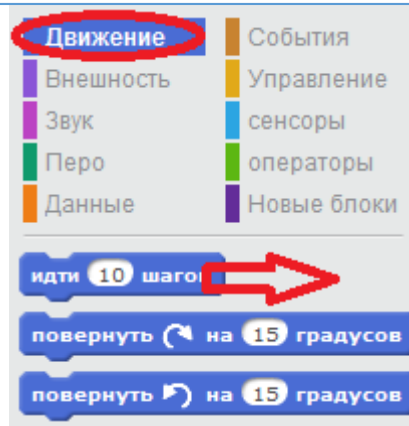 Движение
События
Внешность
Управление
Звук
сенсоры
Перо
операторы
Данные
Новые блоки
идти 10 шагов
повернуть на 15 градусов
повернуть на 15 градусов